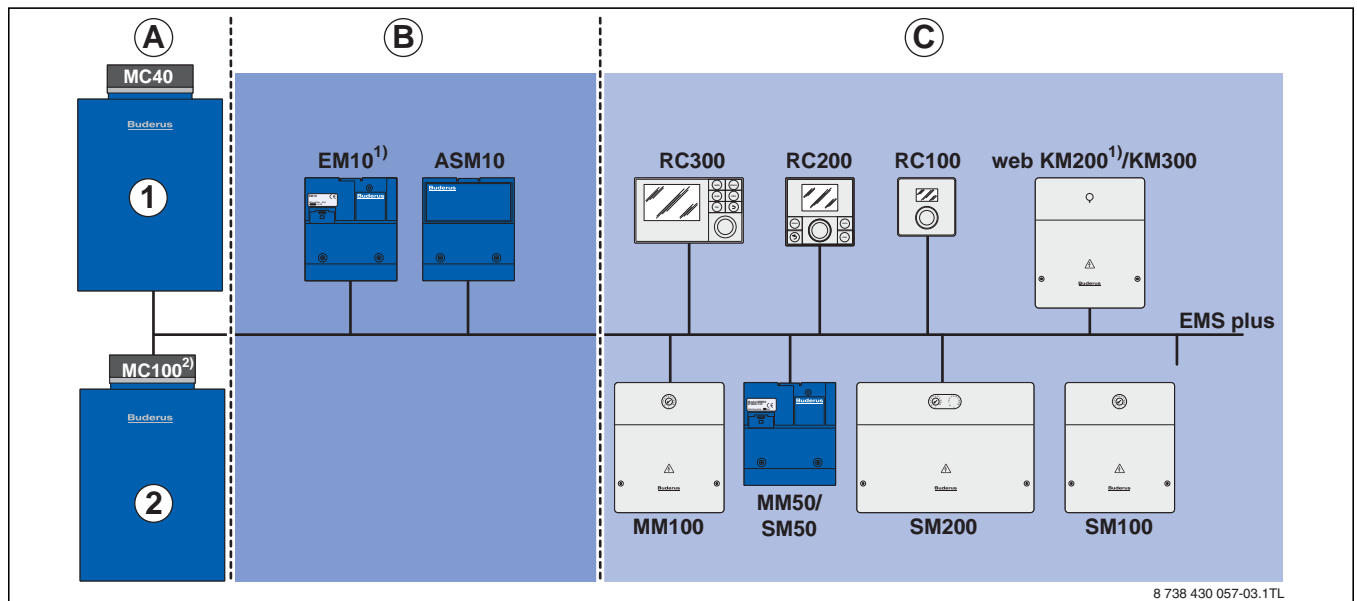 A
B
C
MC40
Buderus
1
EM10¹⁾
ASM10
RC300
RC200
RC100
web KM200¹⁾/KM300
Buderus
Buderus
Buderus
EMS plus
MC100²⁾
Buderus
2
Buderus
Buderus
Buderus
Buderus
MM100
MM50/
SM50
SM200
SM100
8 738 430 057-03.1TL